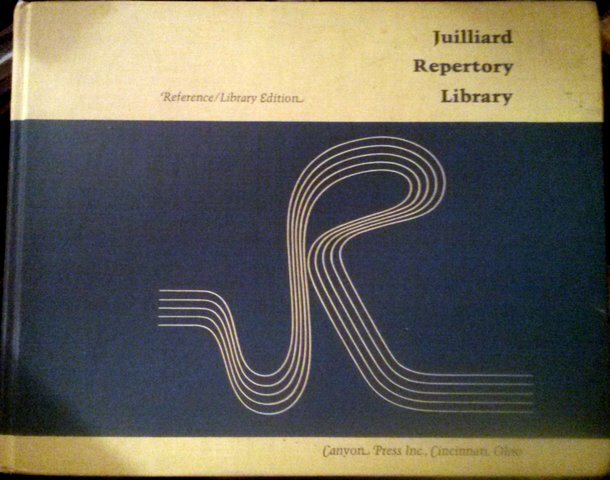 Juilliard
Repertory
Library
Reference/Library Edition
Canyon Press Inc., Cincinnati, Ohio